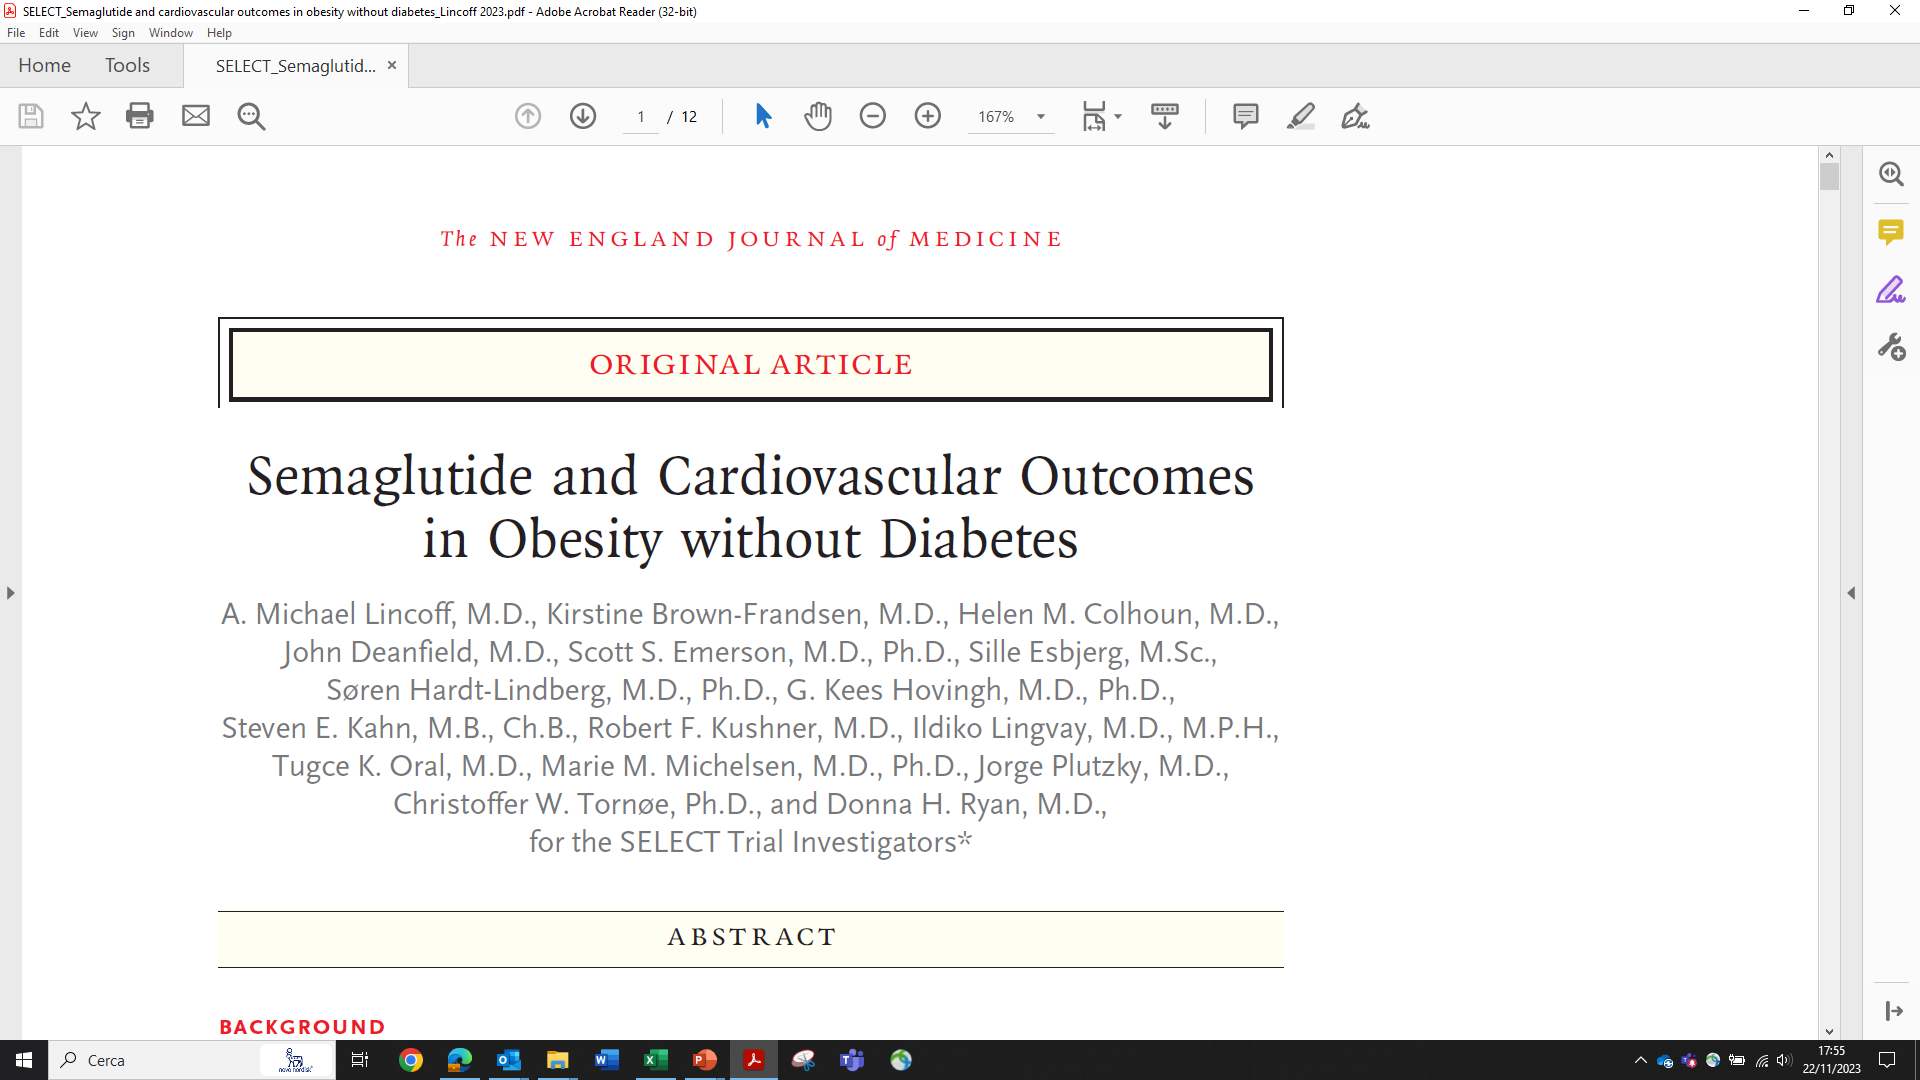 SELECT_Semaglutide and cardiovascular outcomes in obesity without diabetes_Lincoff 2023.pdf - Adobe Acrobat Reader (32-bit)
File Edit View Sign Window Help
Home Tools SELECT_Semaglutid... ×
1 / 12 167%
The NEW ENGLAND JOURNAL of MEDICINE
ORIGINAL ARTICLE
Semaglutide and Cardiovascular Outcomes
in Obesity without Diabetes
A. Michael Lincoff, M.D., Kirstine Brown-Frandsen, M.D., Helen M. Colhoun, M.D.,
John Deanfield, M.D., Scott S. Emerson, M.D., Ph.D., Sille Esbjerg, M.Sc.,
Søren Hardt-Lindberg, M.D., Ph.D., G. Kees Hovingh, M.D., Ph.D.,
Steven E. Kahn, M.B., Ch.B., Robert F. Kushner, M.D., Ildiko Lingvay, M.D., M.P.H.,
Tugce K. Oral, M.D., Marie M. Michelsen, M.D., Ph.D., Jorge Plutzky, M.D.,
Christoffer W. Tornøe, Ph.D., and Donna H. Ryan, M.D.,
for the SELECT Trial Investigators*
ABSTRACT
BACKGROUND
Cerca
novo nordisk
17:55
22/11/2023